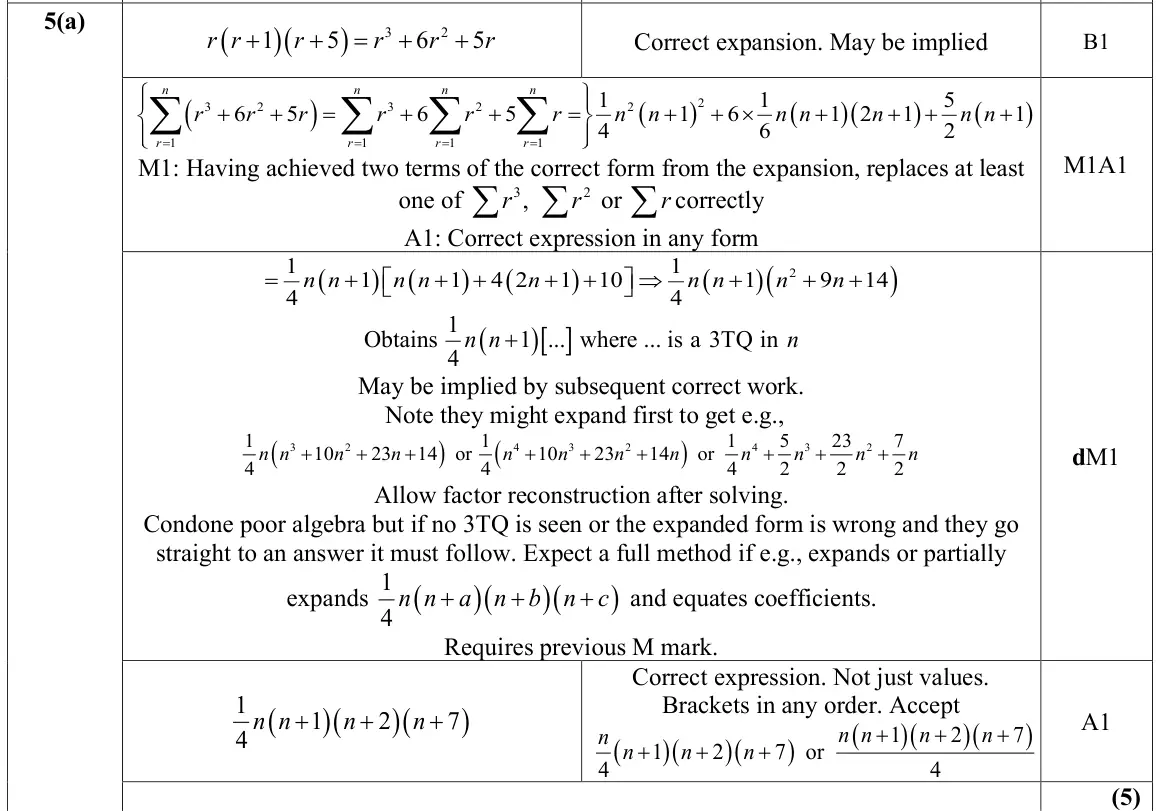 5(a)
r(r+1)(r+5) = r³ + 6r² + 5r
Correct expansion. May be implied
B1
{∑_{r=1}^{n} (r³ + 6r² + 5r) = ∑_{r=1}^{n} r³ + 6∑_{r=1}^{n} r² + 5∑_{r=1}^{n} r =} 1/4 n²(n+1)² + 6×1/6 n(n+1)(2n+1) + 5/2 n(n+1)
M1: Having achieved two terms of the correct form from the expansion, replaces at least
one of ∑r³, ∑r² or ∑r correctly
A1: Correct expression in any form
M1A1
= 1/4 n(n+1)[n(n+1)+4(2n+1)+10] ⇒ 1/4 n(n+1)(n²+9n+14)
Obtains 1/4 n(n+1)[...] where ... is a 3TQ in n
May be implied by subsequent correct work.
Note they might expand first to get e.g.,
1/4 n(n³+10n²+23n+14) or 1/4 (n⁴+10n³+23n²+14n) or 1/4 n⁴ + 5/2 n³ + 23/2 n² + 7/2 n
Allow factor reconstruction after solving.
Condone poor algebra but if no 3TQ is seen or the expanded form is wrong and they go
straight to an answer it must follow. Expect a full method if e.g., expands or partially
expands 1/4 n(n+a)(n+b)(n+c) and equates coefficients.
Requires previous M mark.
dM1
1/4 n(n+1)(n+2)(n+7)
Correct expression. Not just values.
Brackets in any order. Accept
n/4 (n+1)(n+2)(n+7) or n(n+1)(n+2)(n+7)/4
A1
(5)